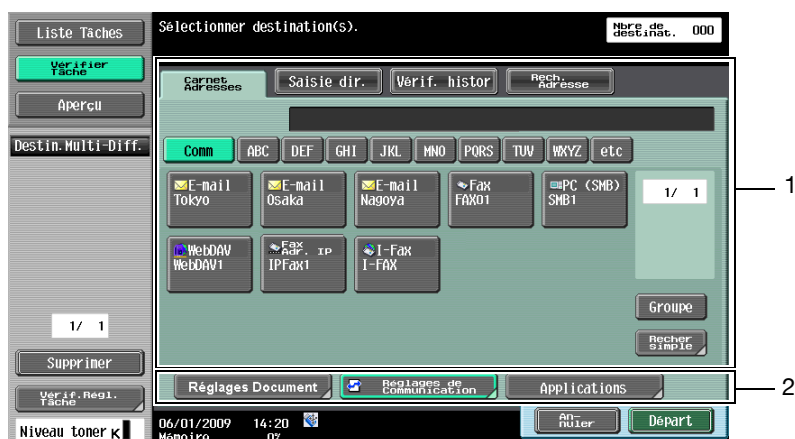 Liste Tâches
Sélectionner destination(s).
Nbre de destinat. 000
Vérifier Tâche
Aperçu
Destin.Multi-Diff.
1/ 1
Supprimer
Vérif.Régl. Tâche
Niveau toner K
Carnet Adresses
Saisie dir.
Vérif. histor
Rech. Adresse
Comm ABC DEF GHI JKL MNO PQRS TUV WXYZ etc
E-mail Tokyo
E-mail Osaka
E-mail Nagoya
Fax FAX01
PC (SMB) SMB1
1/ 1
WebDAV WebDAV1
Fax Adr. IP IPFax1
I-Fax I-FAX
Groupe
Recher simple
1
Réglages Document
Réglages de Communication
Applications
2
06/01/2009 14:20
Mémoire 0%
An- nuler
Départ